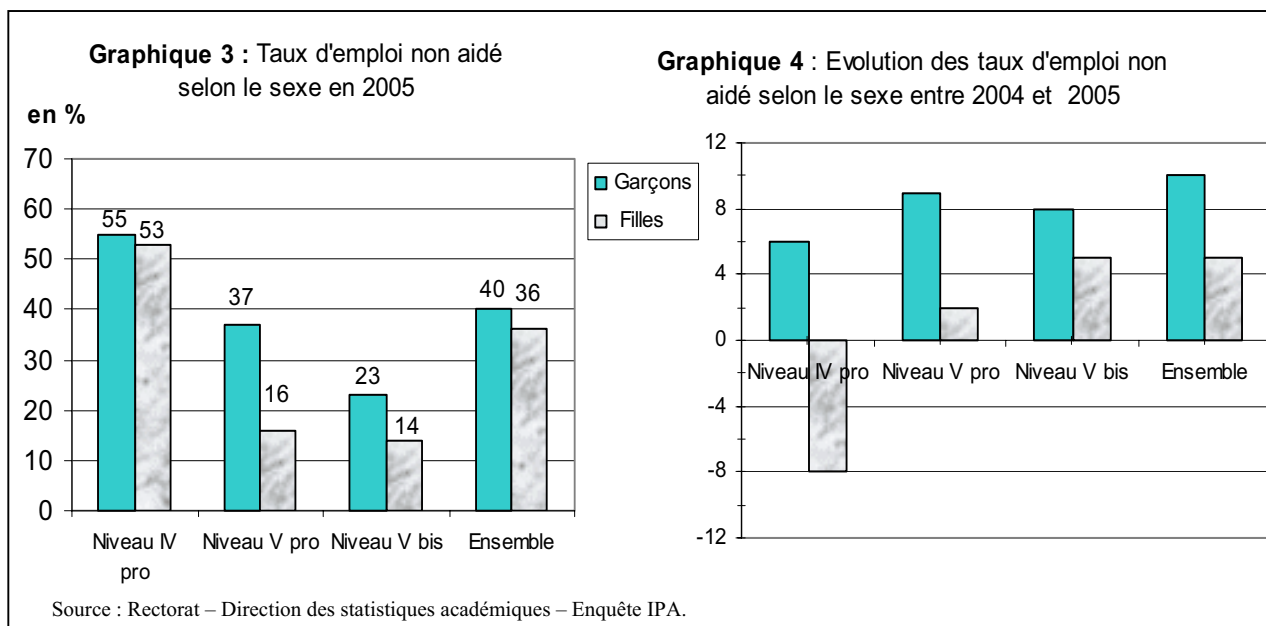 Graphique 3 : Taux d'emploi non aidé
selon le sexe en 2005
en %
70
60
50
40
30
20
10
0
55
53
37
16
23
14
40
36
Niveau IV
pro
Niveau V pro
Niveau V bis
Ensemble
Garçons
Filles
Graphique 4 : Evolution des taux d'emploi non
aidé selon le sexe entre 2004 et 2005
12
8
4
0
-4
-8
-12
Niveau IV pro
Niveau V pro
Niveau V bis
Ensemble
Source : Rectorat – Direction des statistiques académiques – Enquête IPA.